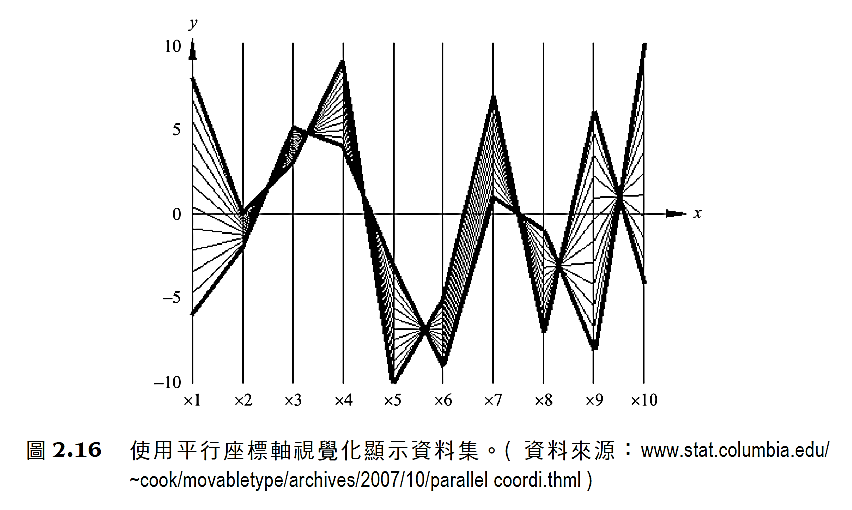 y
10
5
0
x
−5
−10
×1 ×2 ×3 ×4 ×5 ×6 ×7 ×8 ×9 ×10
圖 2.16 使用平行座標軸視覺化顯示資料集。( 資料來源：www.stat.columbia.edu/
~cook/movabletype/archives/2007/10/parallel coordi.thml )